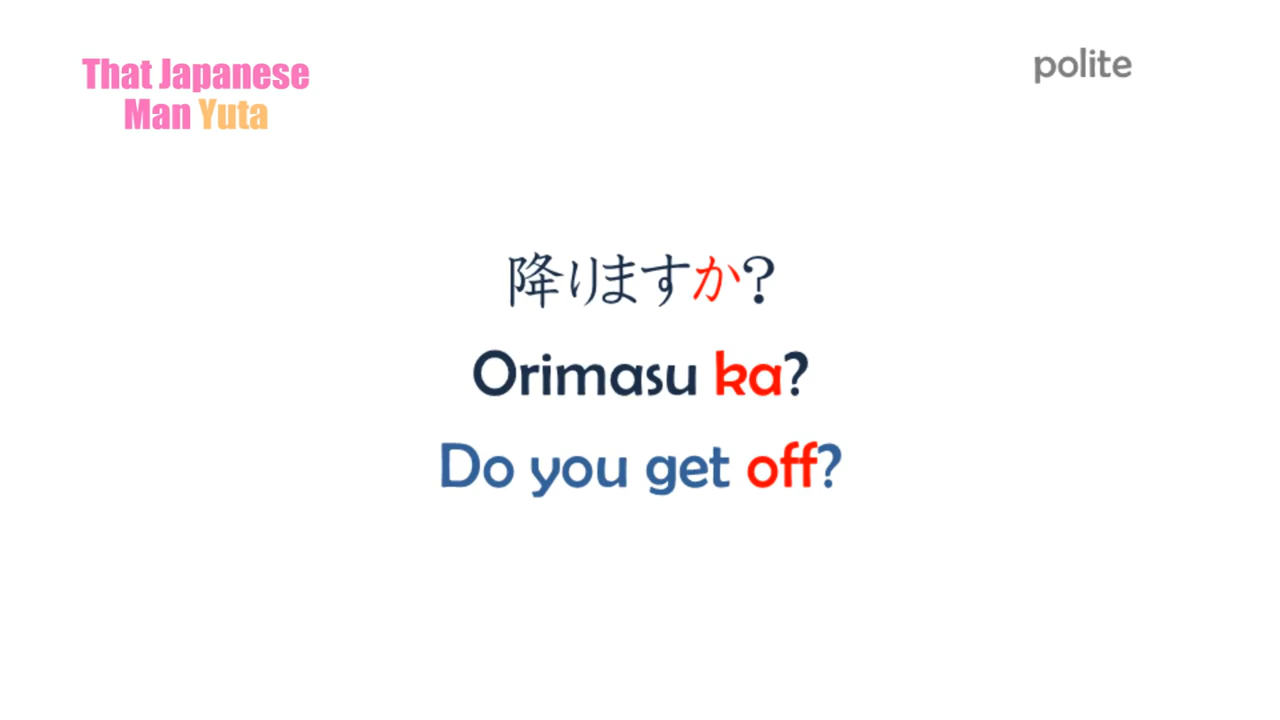 That Japanese
Man Yuta
polite
降りますか?
Orimasu ka?
Do you get off?